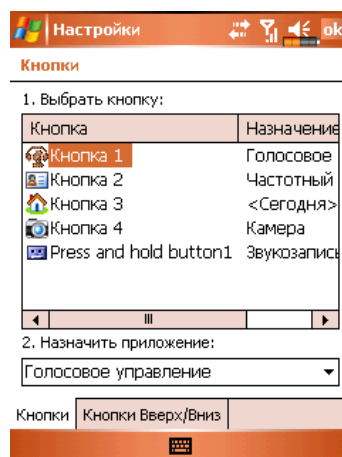 Настройки ok
Кнопки
1. Выбрать кнопку:
Кнопка Назначение
Кнопка 1 Голосовое
Кнопка 2 Частотный
Кнопка 3 <Сегодня>
Кнопка 4 Камера
Press and hold button1 Звукозапись
2. Назначить приложение:
Голосовое управление
Кнопки Кнопки Вверх/Вниз